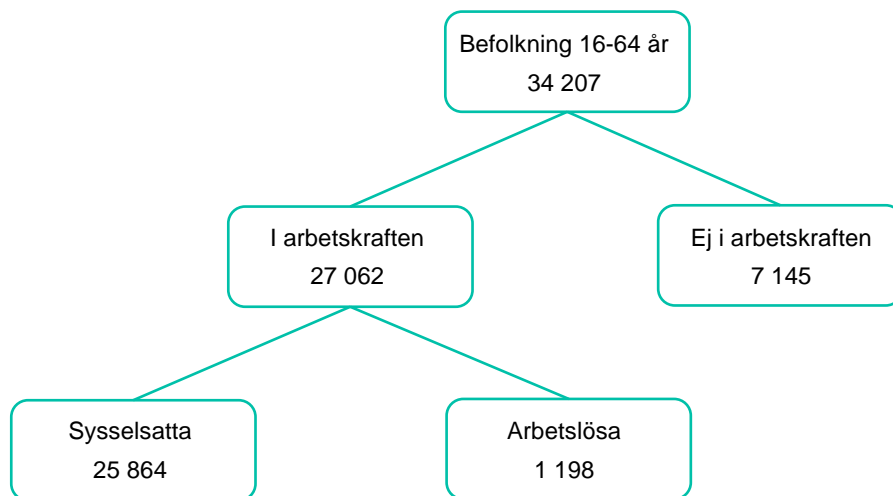 Befolkning 16-64 år
34 207
I arbetskraften
27 062
Ej i arbetskraften
7 145
Sysselsatta
25 864
Arbetslösa
1 198